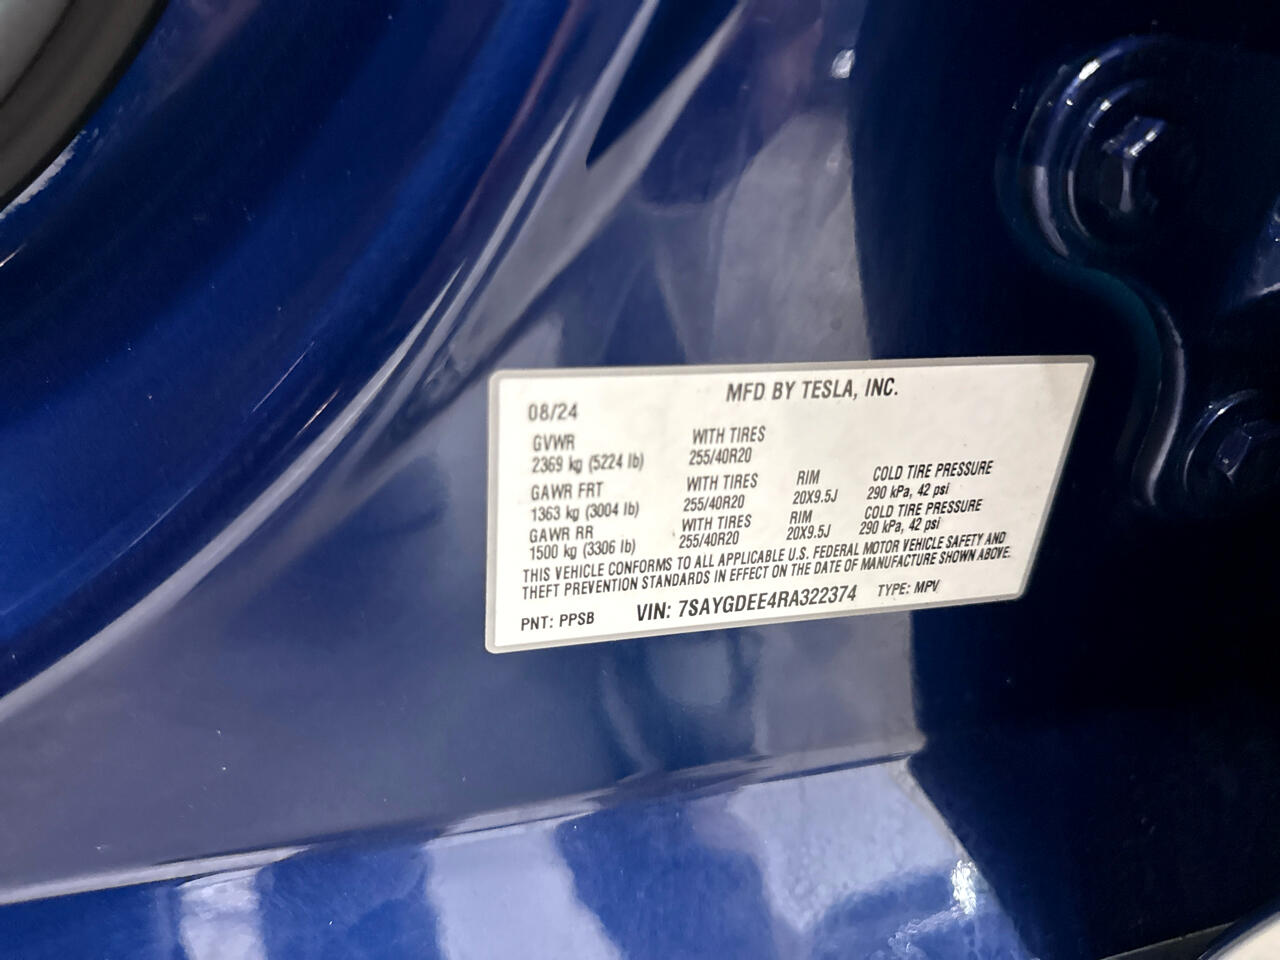 MFD BY TESLA, INC.
08/24
GVWR WITH TIRES
2369 kg (5224 lb) 255/40R20
GAWR FRT WITH TIRES RIM COLD TIRE PRESSURE
1363 kg (3004 lb) 255/40R20 20X9.5J 290 kPa, 42 psi
GAWR RR WITH TIRES RIM COLD TIRE PRESSURE
1500 kg (3306 lb) 255/40R20 20X9.5J 290 kPa, 42 psi
THIS VEHICLE CONFORMS TO ALL APPLICABLE U.S. FEDERAL MOTOR VEHICLE SAFETY AND
THEFT PREVENTION STANDARDS IN EFFECT ON THE DATE OF MANUFACTURE SHOWN ABOVE.
PNT: PPSB VIN: 7SAYGDEE4RA322374 TYPE: MPV